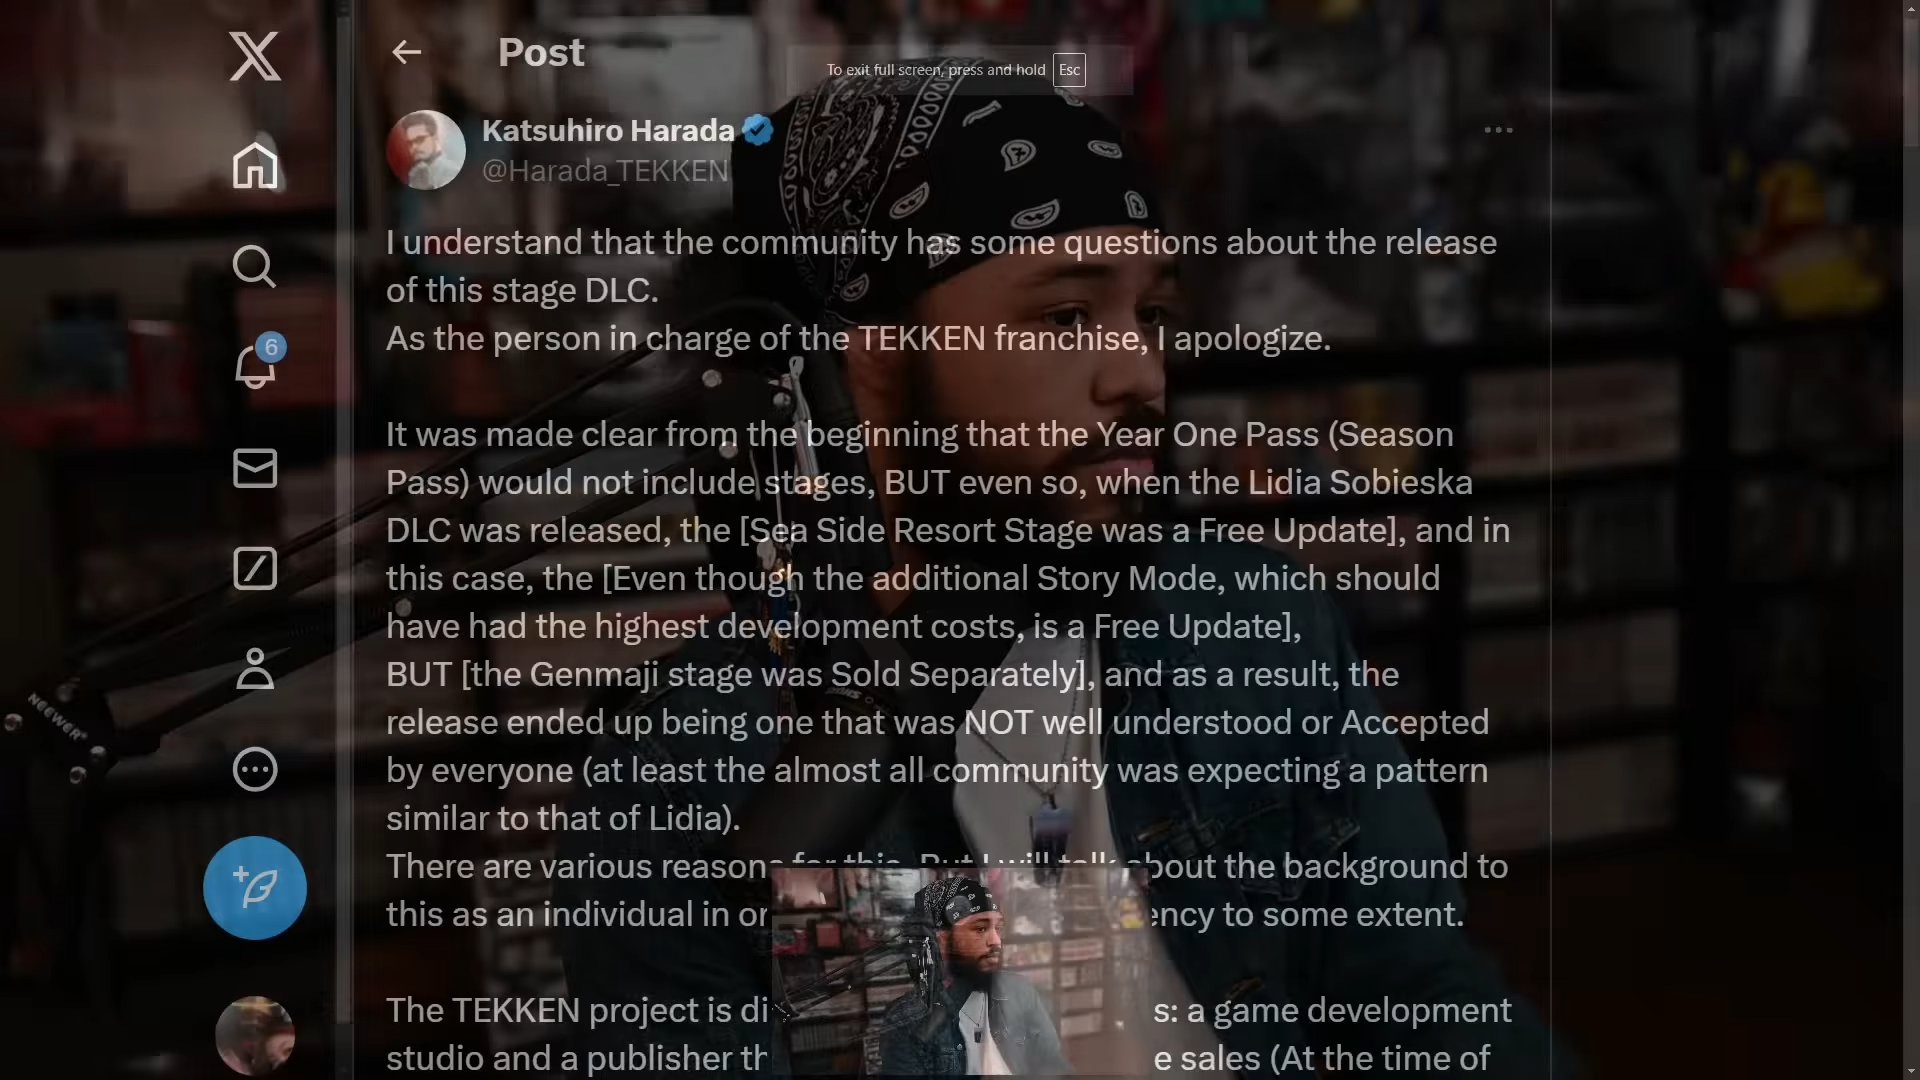 Post
To exit full screen, press and hold Esc
Katsuhiro Harada
@Harada_TEKKEN
I understand that the community has some questions about the release
of this stage DLC.
As the person in charge of the TEKKEN franchise, I apologize.
It was made clear from the beginning that the Year One Pass (Season
Pass) would not include stages, BUT even so, when the Lidia Sobieska
DLC was released, the [Sea Side Resort Stage was a Free Update], and in
this case, the [Even though the additional Story Mode, which should
have had the highest development costs, is a Free Update],
BUT [the Genmaji stage was Sold Separately], and as a result, the
release ended up being one that was NOT well understood or Accepted
by everyone (at least the almost all community was expecting a pattern
similar to that of Lidia).
There are various reasons for this. But I will talk about the background to
this as an individual in or ency to some extent.
The TEKKEN project is di s: a game development
studio and a publisher th e sales (At the time of
6
NEEWER